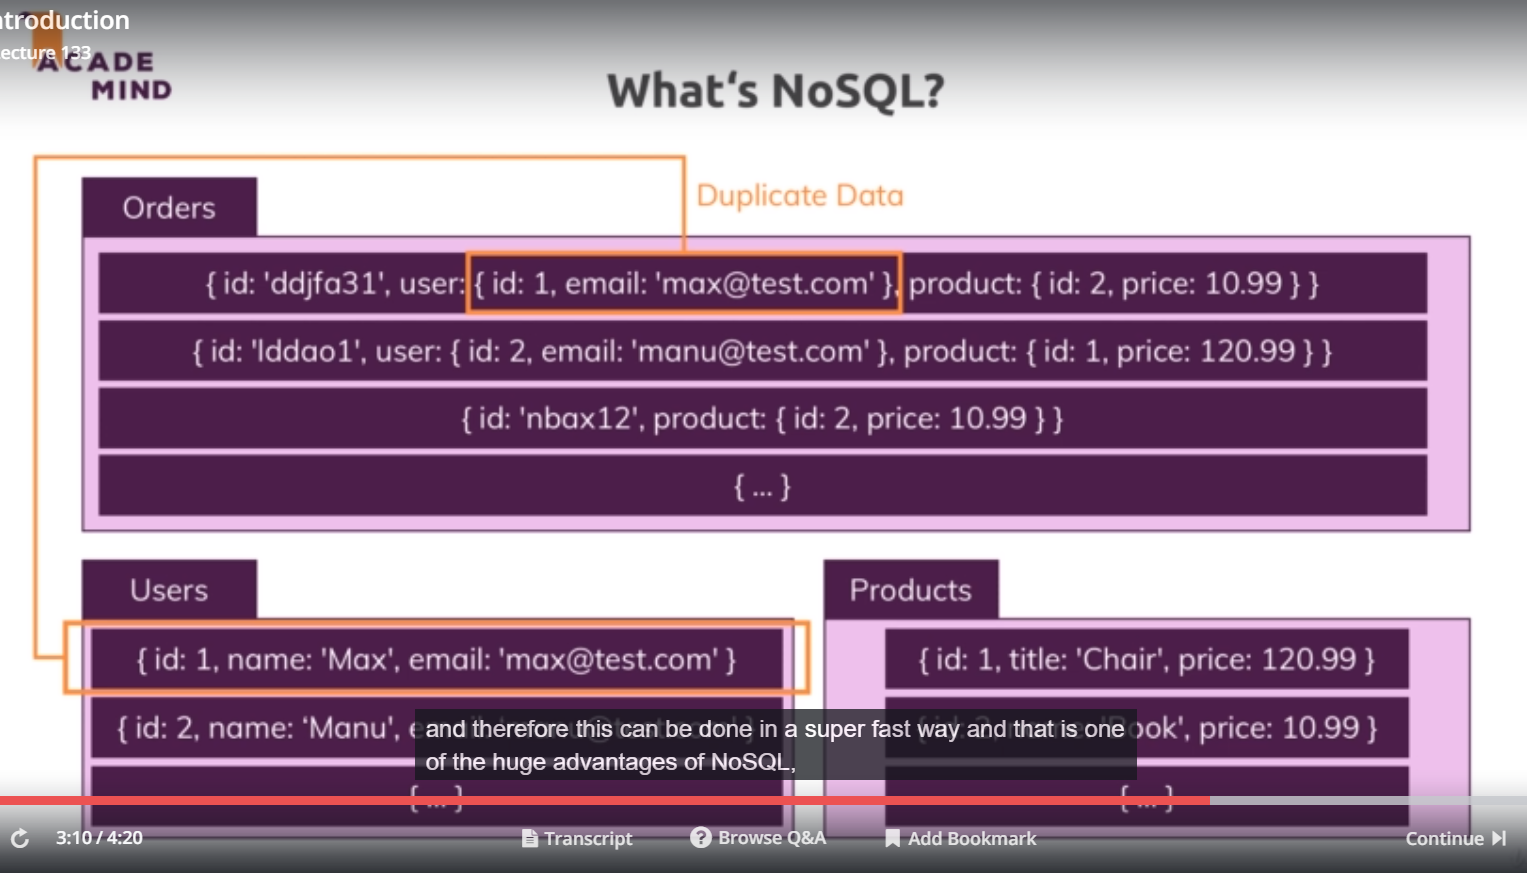 ntroduction
ecture 133
ACADE
MIND
What's NoSQL?
Duplicate Data
Orders
{ id: 'ddjfa31', user: { id: 1, email: 'max@test.com' }, product: { id: 2, price: 10.99 } }
{ id: 'lddao1', user: { id: 2, email: 'manu@test.com' }, product: { id: 1, price: 120.99 } }
{ id: 'nbax12', product: { id: 2, price: 10.99 } }
{ ... }
Users
{ id: 1, name: 'Max', email: 'max@test.com' }
{ id: 2, name: ‘Manu',
{ ... }
Products
{ id: 1, title: 'Chair', price: 120.99 }
ook', price: 10.99 }
{ ... }
and therefore this can be done in a super fast way and that is one
of the huge advantages of NoSQL,
3:10 / 4:20
Transcript
Browse Q&A
Add Bookmark
Continue